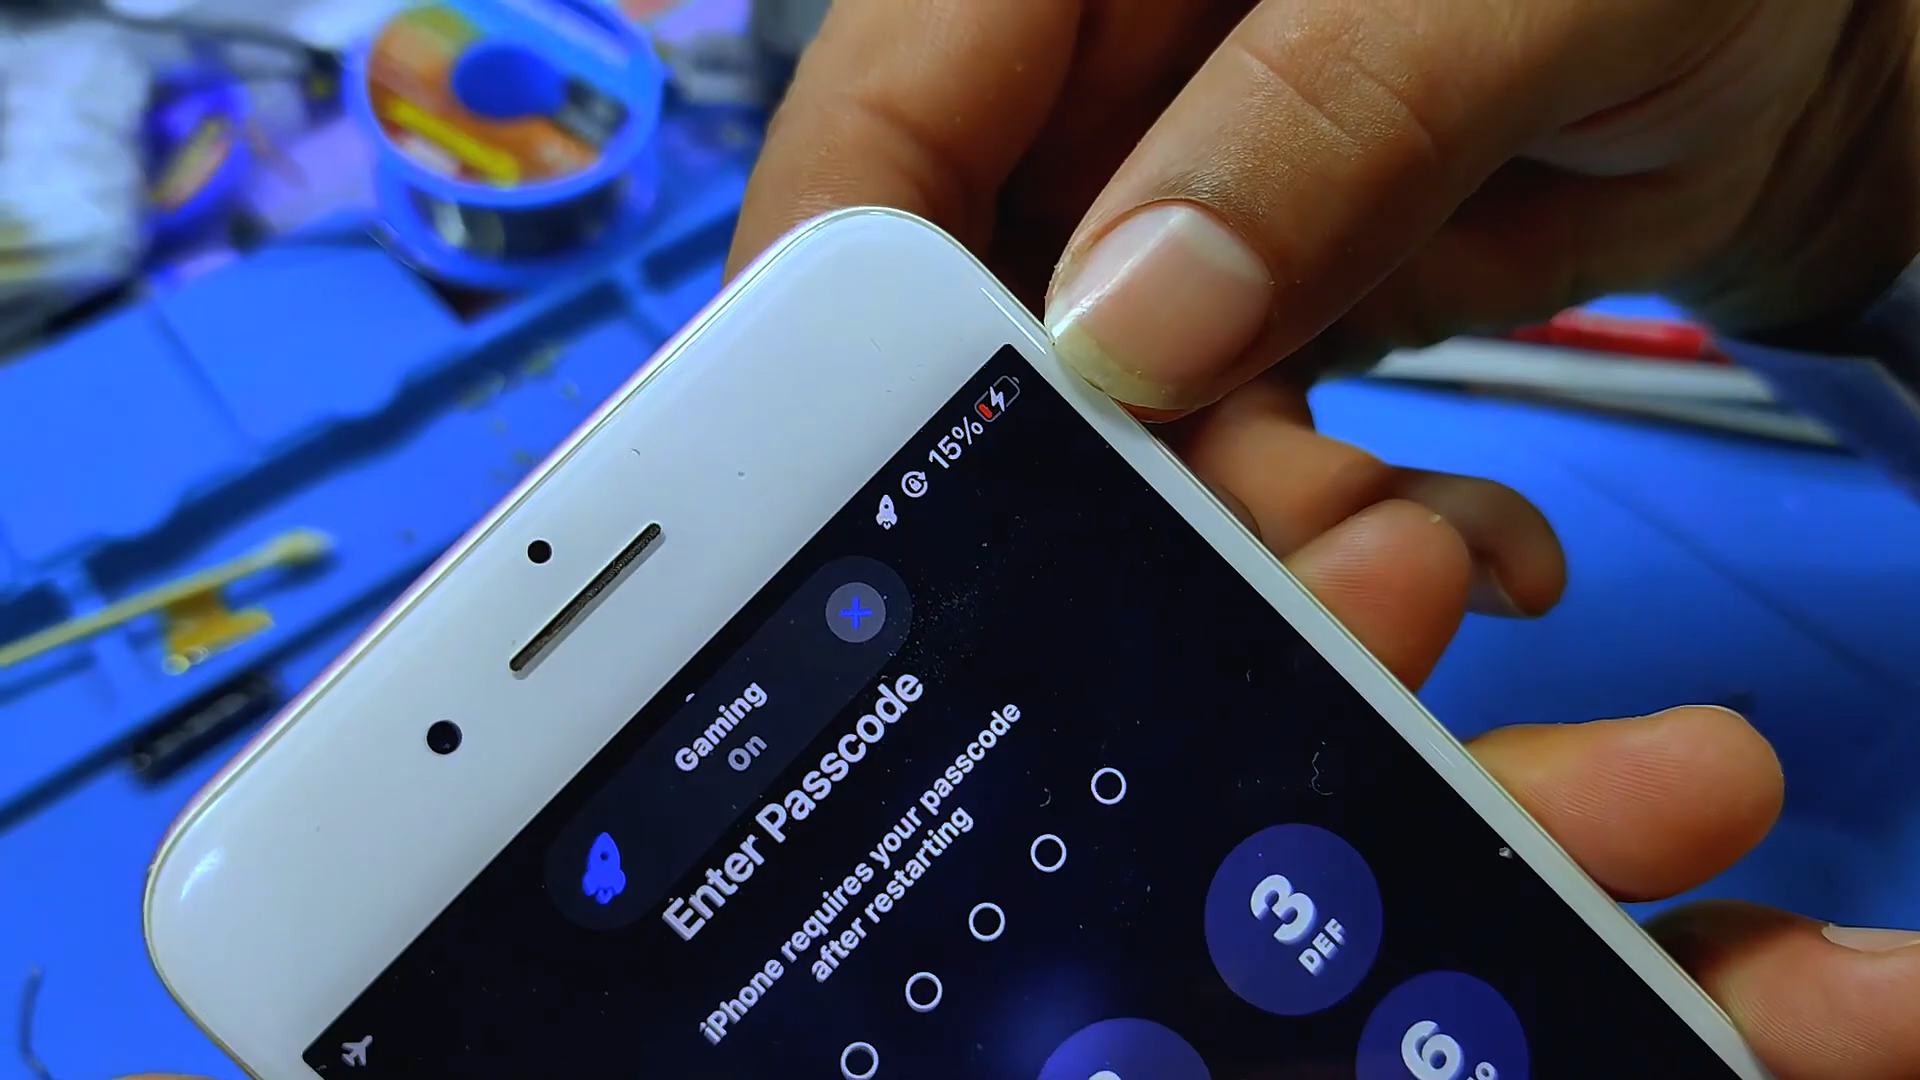 15%
Gaming
On
Enter Passcode
iPhone requires your passcode
after restarting
3
DEF
6